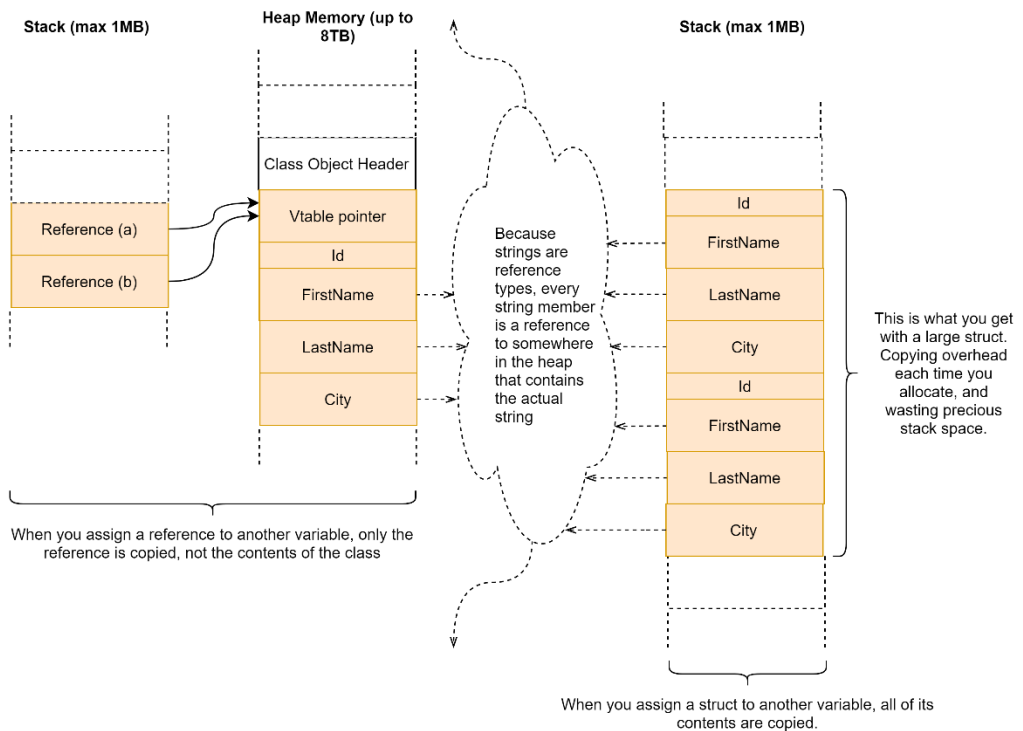 Stack (max 1MB)
Heap Memory (up to
8TB)
Stack (max 1MB)
Class Object Header
Reference (a)
Reference (b)
Vtable pointer
Id
FirstName
LastName
City
Because
strings are
reference
types, every
string member
is a reference
to somewhere
in the heap
that contains
the actual
string
Id
FirstName
LastName
City
Id
FirstName
LastName
City
This is what you get
with a large struct.
Copying overhead
each time you
allocate, and
wasting precious
stack space.
When you assign a reference to another variable, only the
reference is copied, not the contents of the class
When you assign a struct to another variable, all of its
contents are copied.